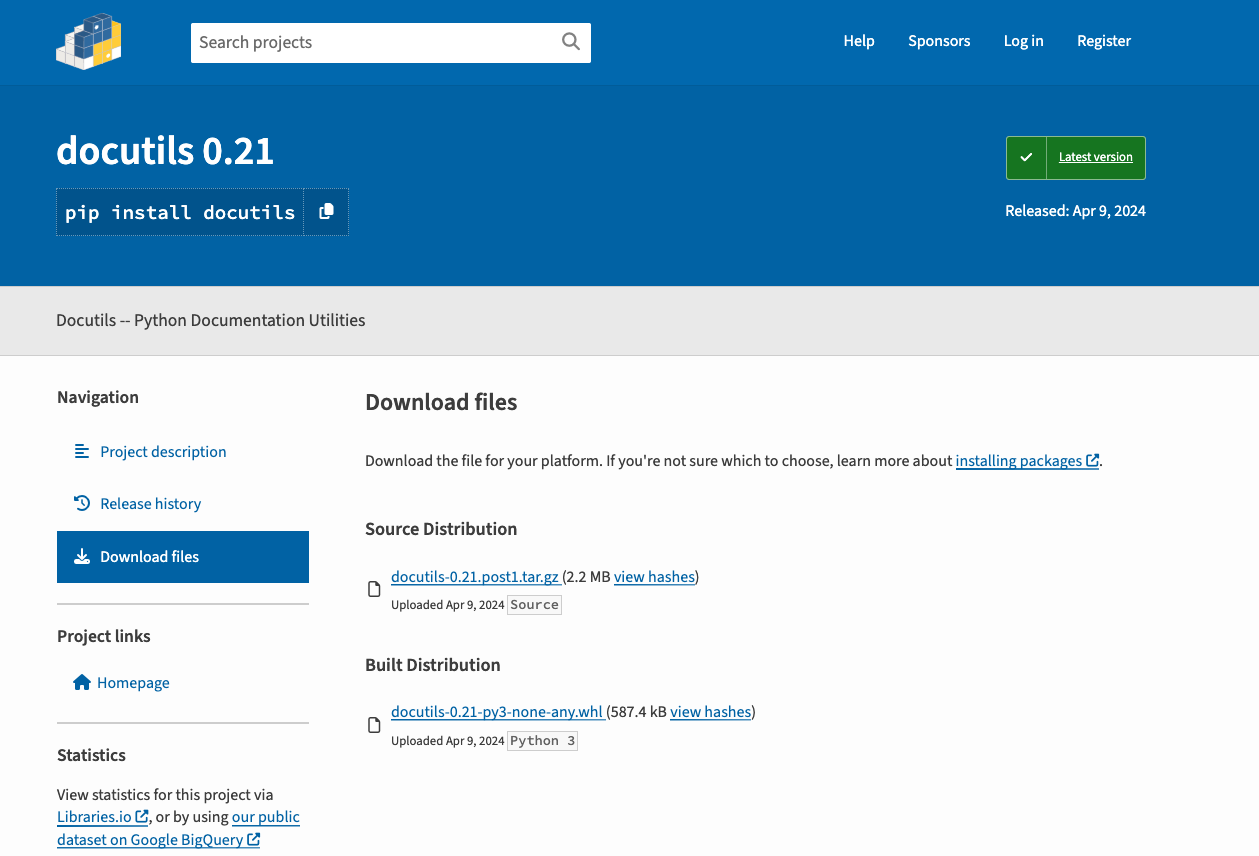 Search projects
Help Sponsors Log in Register
docutils 0.21
pip install docutils
Latest version
Released: Apr 9, 2024
Docutils -- Python Documentation Utilities
Navigation
Project description
Release history
Download files
Project links
Homepage
Statistics
View statistics for this project via
Libraries.io, or by using our public
dataset on Google BigQuery
Download files
Download the file for your platform. If you're not sure which to choose, learn more about installing packages.
Source Distribution
docutils-0.21.post1.tar.gz (2.2 MB view hashes)
Uploaded Apr 9, 2024 Source
Built Distribution
docutils-0.21-py3-none-any.whl (587.4 kB view hashes)
Uploaded Apr 9, 2024 Python 3